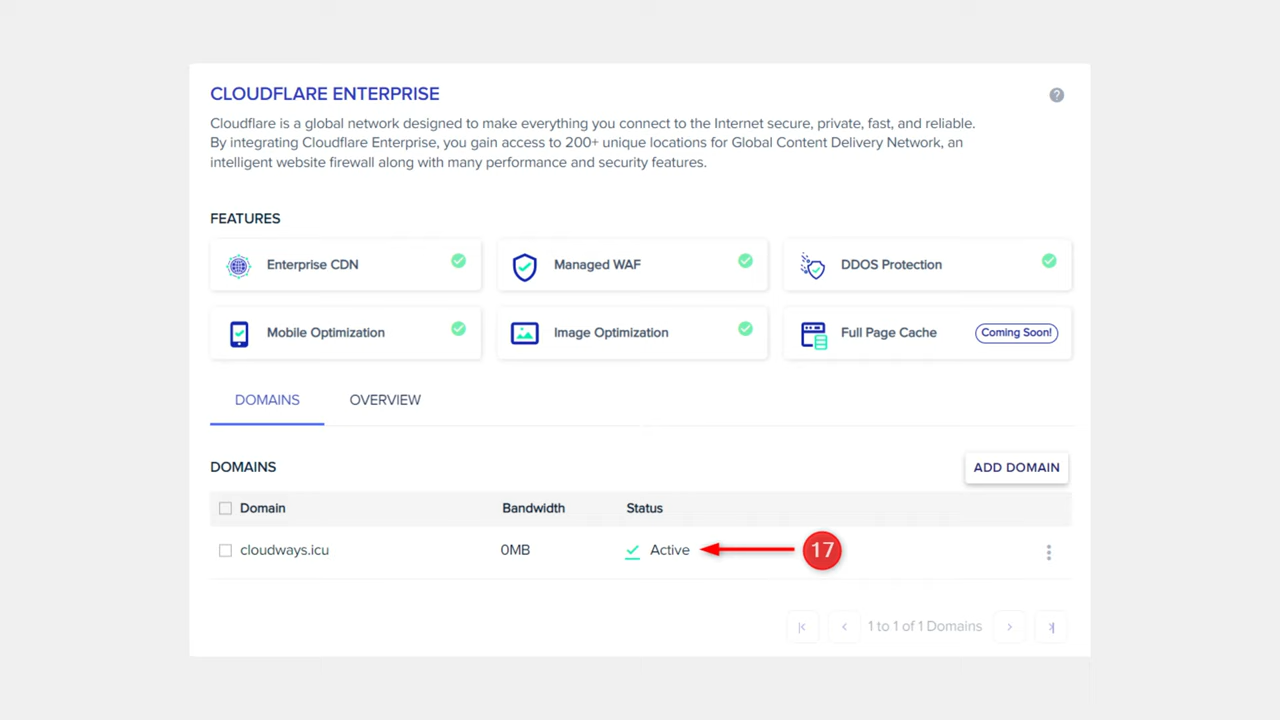 CLOUDFLARE ENTERPRISE
?
Cloudflare is a global network designed to make everything you connect to the Internet secure, private, fast, and reliable.
By integrating Cloudflare Enterprise, you gain access to 200+ unique locations for Global Content Delivery Network, an
intelligent website firewall along with many performance and security features.
FEATURES
Enterprise CDN
Managed WAF
DDOS Protection
Mobile Optimization
Image Optimization
Full Page Cache
Coming Soon!
DOMAINS
OVERVIEW
DOMAINS
ADD DOMAIN
Domain
Bandwidth
Status
cloudways.icu
0MB
Active
17
1 to 1 of 1 Domains